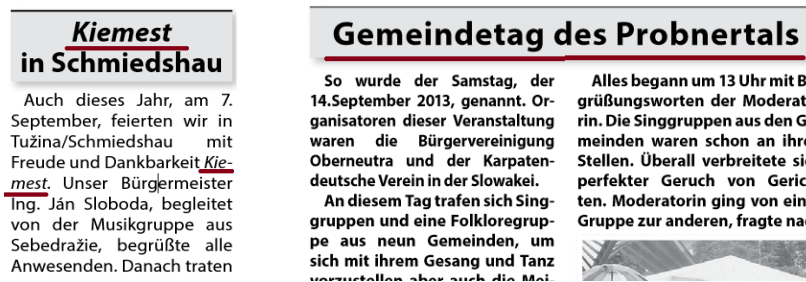 Kiemest
in Schmiedshau
Auch dieses Jahr, am 7.
September, feierten wir in
Tužina/Schmiedshau mit
Freude und Dankbarkeit Kie-
mest. Unser Bürgermeister
Ing. Ján Sloboda, begleitet
von der Musikgruppe aus
Sebedražie, begrüßte alle
Anwesenden. Danach traten
Gemeindetag des Probnertals
So wurde der Samstag, der
14.September 2013, genannt. Or-
ganisatoren dieser Veranstaltung
waren die Bürgervereinigung
Oberneutra und der Karpaten-
deutsche Verein in der Slowakei.
An diesem Tag trafen sich Sing-
gruppen und eine Folkloregrup-
pe aus neun Gemeinden, um
sich mit ihrem Gesang und Tanz
vorzustellen aber auch die Mei-
Alles begann um 13 Uhr mit B
grüßungsworten der Moderat
rin. Die Singgruppen aus den G
meinden waren schon an ihre
Stellen. Überall verbreitete si
perfekter Geruch von Geric
ten. Moderatorin ging von ein
Gruppe zur anderen, fragte na